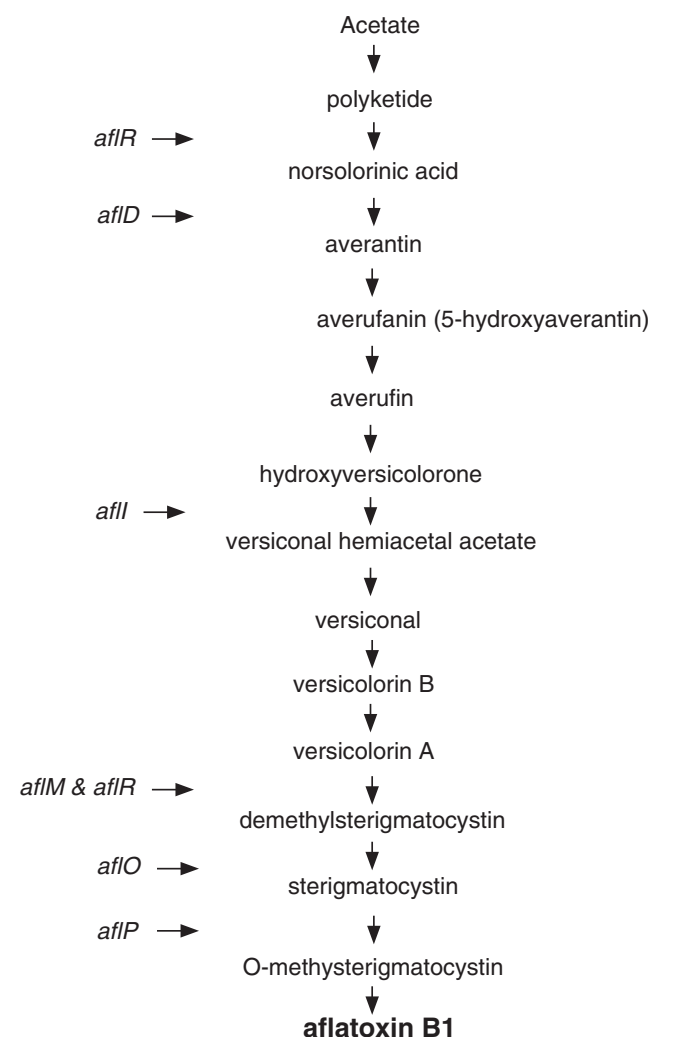 Acetate
polyketide
aflR
norsolorinic acid
aflD
averantin
averufanin (5-hydroxyaverantin)
averufin
hydroxyversicolorone
aflI
versiconal hemiacetal acetate
versiconal
versicolorin B
versicolorin A
aflM & aflR
demethylsterigmatocystin
aflO
sterigmatocystin
aflP
O-methysterigmatocystin
aflatoxin B1